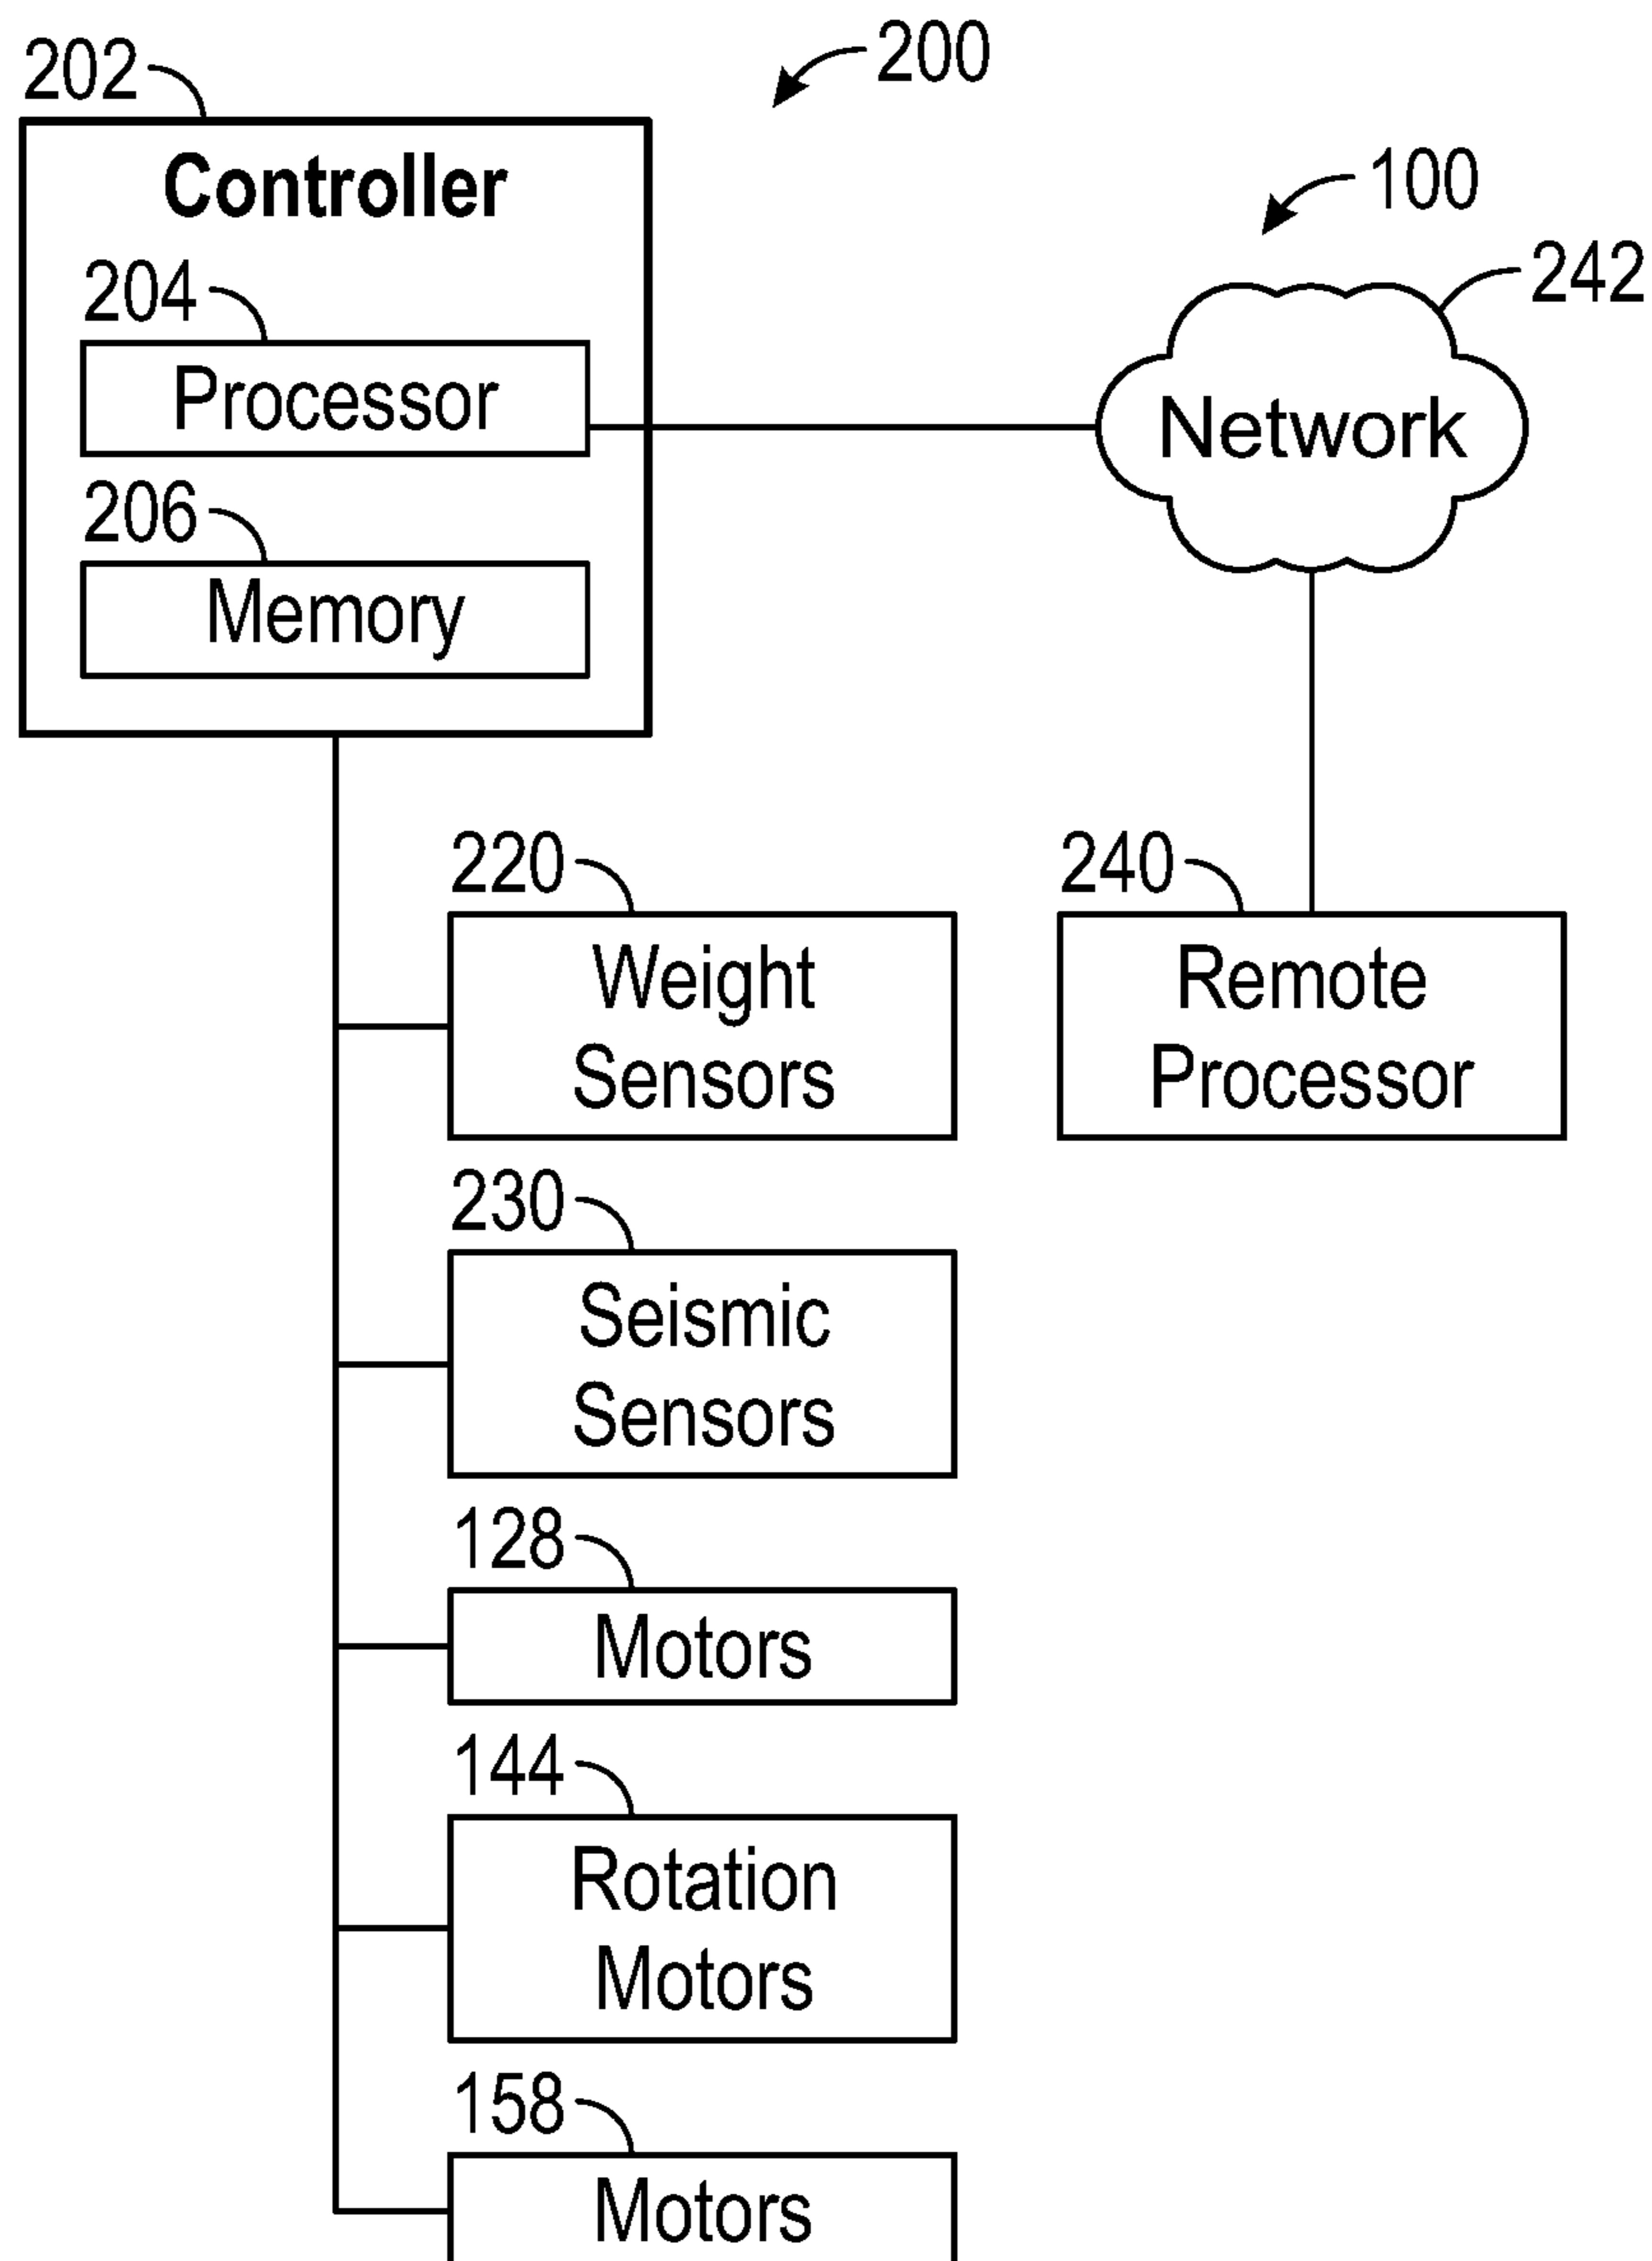 200
202
Controller
100
204
242
Processor
Network
206
Memory
220
Weight
Sensors
240
Remote
Processor
230
Seismic
Sensors
128
Motors
144
Rotation
Motors
158
Motors